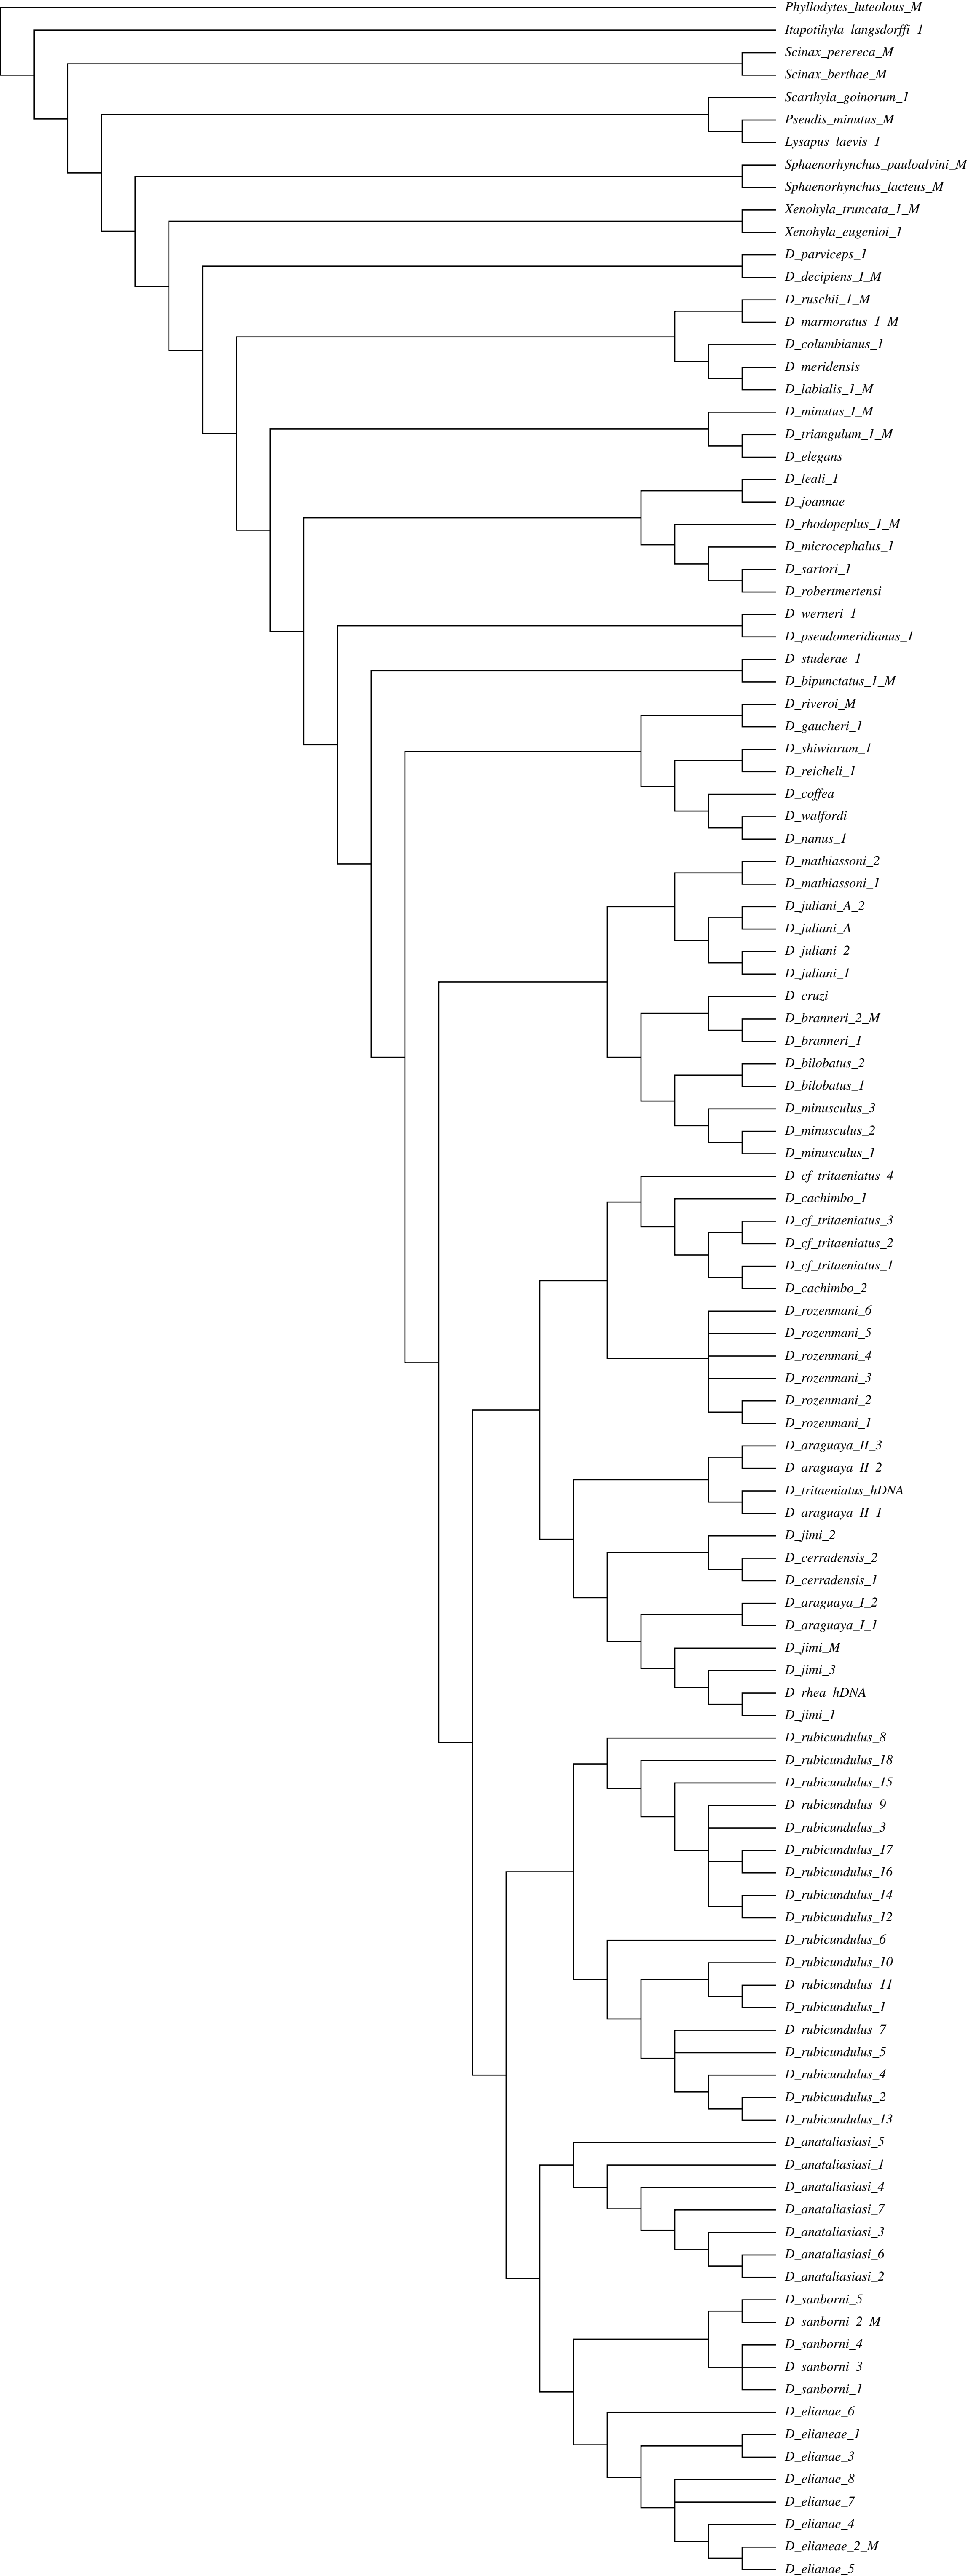 Phyllodytes_luteolous_M
Itapotihyla_langsdorffi_1
Scinax_perereca_M
Scinax_berthae_M
Scarthyla_goinorum_1
Pseudis_minutus_M
Lysapus_laevis_1
Sphaenorhynchus_pauloalvini_M
Sphaenorhynchus_lacteus_M
Xenohyla_truncata_1_M
Xenohyla_eugenioi_1
D_parviceps_1
D_decipiens_I_M
D_ruschii_1_M
D_marmoratus_1_M
D_columbianus_1
D_meridensis
D_labialis_1_M
D_minutus_I_M
D_triangulum_1_M
D_elegans
D_leali_1
D_joannae
D_rhodopeplus_1_M
D_microcephalus_1
D_sartori_1
D_robertmertensi
D_werneri_1
D_pseudomeridianus_1
D_studerae_1
D_bipunctatus_1_M
D_riveroi_M
D_gaucheri_1
D_shiwiarum_1
D_reicheli_1
D_coffea
D_walfordi
D_nanus_1
D_mathiassoni_2
D_mathiassoni_1
D_juliani_A_2
D_juliani_A
D_juliani_2
D_juliani_1
D_cruzi
D_branneri_2_M
D_branneri_1
D_bilobatus_2
D_bilobatus_1
D_minusculus_3
D_minusculus_2
D_minusculus_1
D_cf_tritaeniatus_4
D_cachimbo_1
D_cf_tritaeniatus_3
D_cf_tritaeniatus_2
D_cf_tritaeniatus_1
D_cachimbo_2
D_rozenmani_6
D_rozenmani_5
D_rozenmani_4
D_rozenmani_3
D_rozenmani_2
D_rozenmani_1
D_araguaya_II_3
D_araguaya_II_2
D_tritaeniatus_hDNA
D_araguaya_II_1
D_jimi_2
D_cerradensis_2
D_cerradensis_1
D_araguaya_I_2
D_araguaya_I_1
D_jimi_M
D_jimi_3
D_rhea_hDNA
D_jimi_1
D_rubicundulus_8
D_rubicundulus_18
D_rubicundulus_15
D_rubicundulus_9
D_rubicundulus_3
D_rubicundulus_17
D_rubicundulus_16
D_rubicundulus_14
D_rubicundulus_12
D_rubicundulus_6
D_rubicundulus_10
D_rubicundulus_11
D_rubicundulus_1
D_rubicundulus_7
D_rubicundulus_5
D_rubicundulus_4
D_rubicundulus_2
D_rubicundulus_13
D_anataliasiasi_5
D_anataliasiasi_1
D_anataliasiasi_4
D_anataliasiasi_7
D_anataliasiasi_3
D_anataliasiasi_6
D_anataliasiasi_2
D_sanborni_5
D_sanborni_2_M
D_sanborni_4
D_sanborni_3
D_sanborni_1
D_elianae_6
D_elianeae_1
D_elianae_3
D_elianae_8
D_elianae_7
D_elianae_4
D_elianeae_2_M
D_elianae_5